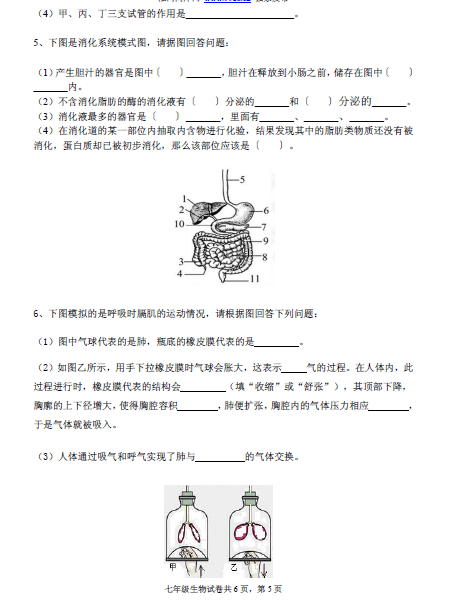 （4）甲、丙、丁三支试管的作用是____________________。
5、下图是消化系统模式图，请据图回答问题：
（1）产生胆汁的器官是图中〔　　〕_______，胆汁在释放到小肠之前，储存在图中〔　　〕
_______内。
（2）不含消化脂肪的酶的消化液有〔　　〕分泌的_______和〔　　〕分泌的_______。
（3）消化液最多的器官是〔　　〕_______，里面有_______、_______、_______。
（4）在消化道的某一部位内抽取内含物进行化验，结果发现其中的脂肪类物质还没有被
消化，蛋白质却已被初步消化，那么该部位应该是〔　　〕。
5
1
2
6
10
7
9
8
3
4
11
6、下图模拟的是呼吸时膈肌的运动情况，请根据图回答下列问题：
（1）图中气球代表的是肺，瓶底的橡皮膜代表的是_________。
（2）如图乙所示，用手下拉橡皮膜时气球会胀大，这表示_____气的过程。在人体内，此
过程进行时，橡皮膜代表的结构会_________（填“收缩”或“舒张”），其顶部下降，
胸廓的上下径增大，使得胸腔容积________，肺便扩张，胸腔内的气体压力相应________，
于是气体就被吸入。
（3）人体通过吸气和呼气实现了肺与__________的气体交换。
甲
乙
七年级生物试卷共 6 页，第 5 页